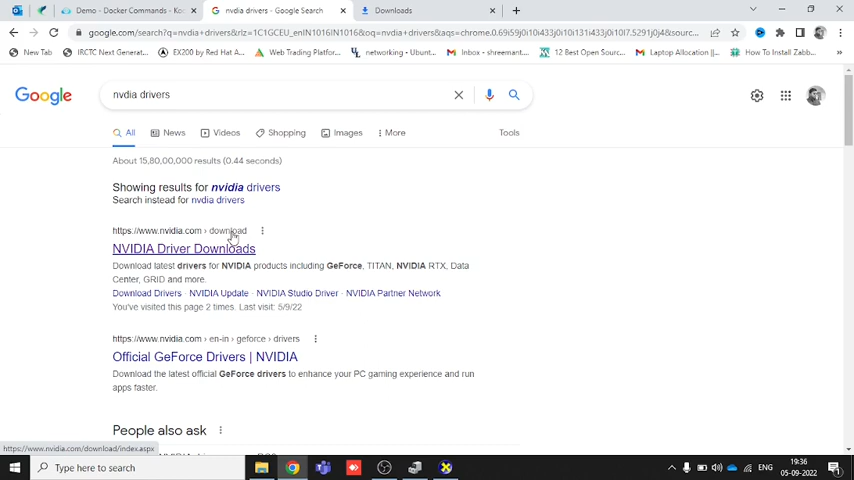 Demo - Docker Commands - Ko
nvdia drivers - Google Search
Downloads
google.com/search?q=nvdia+drivers&rlz=1C1GCEU_enIN1016IN1016&oq=nvdia+drivers&aqs=chrome.0.69i59j0i10i131i433j0i10l7.5291j0j4&sourc...
New Tab
IRCTC Next Generat...
EX200 by Red Hat A...
Web Trading Platfor...
networking - Ubunt...
Inbox - shreemant....
12 Best Open Sourc...
Laptop Allocation ||...
How To Install Zabb...
Google
nvdia drivers
All
News
Videos
Shopping
Images
More
Tools
About 15,80,00,000 results (0.44 seconds)
Showing results for nvidia drivers
Search instead for nvdia drivers
https://www.nvidia.com › download
NVIDIA Driver Downloads
Download latest drivers for NVIDIA products including GeForce, TITAN, NVIDIA RTX, Data
Center, GRID and more.
Download Drivers · NVIDIA Update · NVIDIA Studio Driver · NVIDIA Partner Network
You've visited this page 2 times. Last visit: 5/9/22
https://www.nvidia.com › en-in › geforce › drivers
Official GeForce Drivers | NVIDIA
Download the latest official GeForce drivers to enhance your PC gaming experience and run
apps faster.
People also ask
https://www.nvidia.com/download/index.aspx
Type here to search
ENG
19:36
05-09-2022